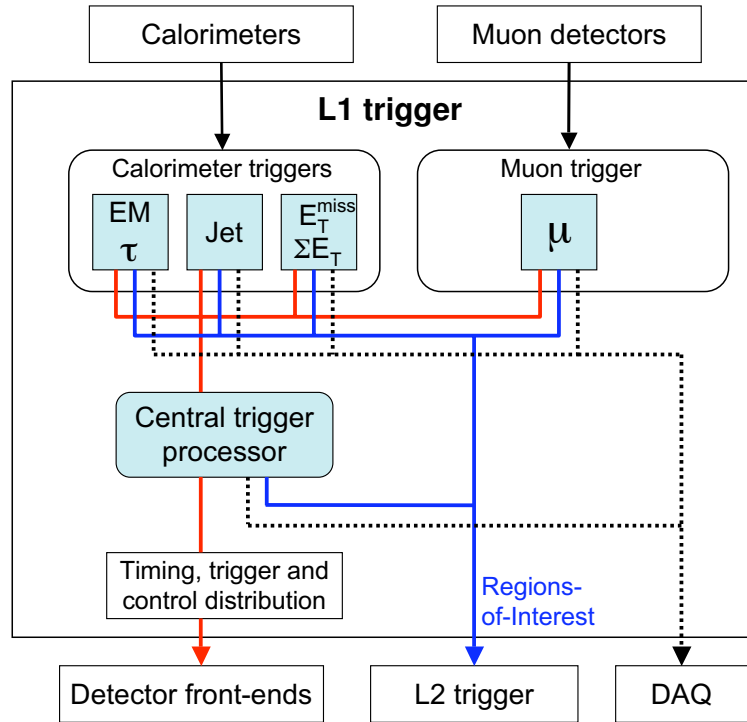 Calorimeters
Muon detectors
L1 trigger
Calorimeter triggers
Muon trigger
EM
τ
Jet
E_T^miss
ΣE_T
μ
Central trigger
processor
Timing, trigger and
control distribution
Regions-
of-Interest
Detector front-ends
L2 trigger
DAQ